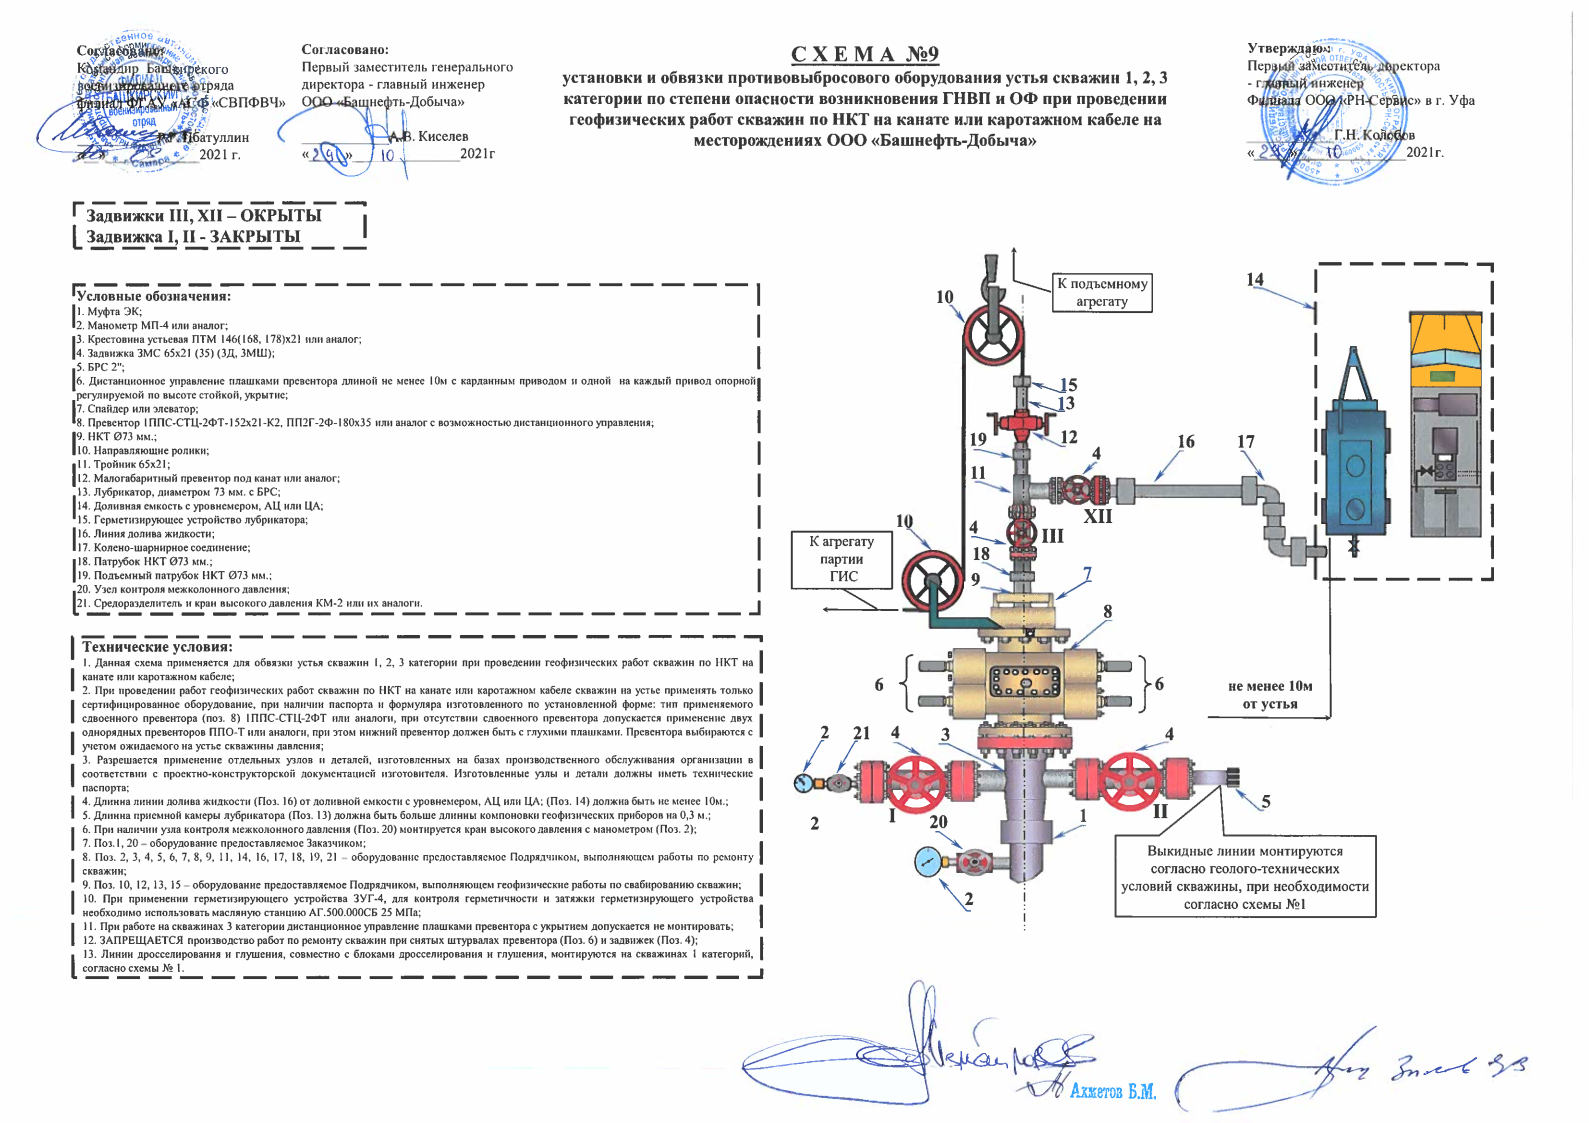 Согласовано:
Командир Башкирского
военизированного отряда
филиал ФГАУ «АСФ «СВПФВЧ»
2021 г.
Согласовано:
Первый заместитель генерального
директора - главный инженер
ООО «Башнефть-Добыча»
А.В. Киселев
«29» 10 2021г
С Х Е М А №9
установки и обвязки противовыбросового оборудования устья скважин 1, 2, 3
категории по степени опасности возникновения ГНВП и ОФ при проведении
геофизических работ скважин по НКТ на канате или каротажном кабеле на
месторождениях ООО «Башнефть-Добыча»
Утверждаю:
Первый заместитель директора
- главный инженер
Филиала ООО «РН-Сервис» в г. Уфа
Г.Н. Колобов
2021г.
Задвижки III, XII – ОКРЫТЫ
Задвижка I, II - ЗАКРЫТЫ
Условные обозначения:
1. Муфта ЭК;
2. Манометр МП-4 или аналог;
3. Крестовина устьевая ПТМ 146(168, 178)х21 или аналог;
4. Задвижка ЗМС 65х21 (35) (ЗД, ЗМШ);
5. БРС 2";
6. Дистанционное управление плашками превентора длиной не менее 10м с карданным приводом и одной на каждый привод опорной
регулируемой по высоте стойкой, укрытие;
7. Спайдер или элеватор;
8. Превентор 1ППС-СТЦ-2ФТ-152х21-К2, ПП2Г-2Ф-180х35 или аналог с возможностью дистанционного управления;
9. НКТ Ø73 мм.;
10. Направляющие ролики;
11. Тройник 65х21;
12. Малогабаритный превентор под канат или аналог;
13. Лубрикатор, диаметром 73 мм. с БРС;
14. Доливная емкость с уровнемером, АЦ или ЦА;
15. Герметизирующее устройство лубрикатора;
16. Линия долива жидкости;
17. Колено-шарнирное соединение;
18. Патрубок НКТ Ø73 мм.;
19. Подъемный патрубок НКТ Ø73 мм.;
20. Узел контроля межколонного давления;
21. Средоразделитель и кран высокого давления КМ-2 или их аналоги.
Технические условия:
1. Данная схема применяется для обвязки устья скважин 1, 2, 3 категории при проведении геофизических работ скважин по НКТ на
канате или каротажном кабеле;
2. При проведении работ геофизических работ скважин по НКТ на канате или каротажном кабеле скважин на устье применять только
сертифицированное оборудование, при наличии паспорта и формуляра изготовленного по установленной форме: тип применяемого
сдвоенного превентора (поз. 8) 1ППС-СТЦ-2ФТ или аналоги, при отсутствии сдвоенного превентора допускается применение двух
однорядных превенторов ППО-Т или аналоги, при этом нижний превентор должен быть с глухими плашками. Превентора выбираются с
учетом ожидаемого на устье скважины давления;
3. Разрешается применение отдельных узлов и деталей, изготовленных на базах производственного обслуживания организации в
соответствии с проектно-конструкторской документацией изготовителя. Изготовленные узлы и детали должны иметь технические
паспорта;
4. Длинна линии долива жидкости (Поз. 16) от доливной емкости с уровнемером, АЦ или ЦА; (Поз. 14) должна быть не менее 10м.;
5. Длинна приемной камеры лубрикатора (Поз. 13) должна быть больше длинны компоновки геофизических приборов на 0,3 м.;
6. При наличии узла контроля межколонного давления (Поз. 20) монтируется кран высокого давления с манометром (Поз. 2);
7. Поз.1, 20 – оборудование предоставляемое Заказчиком;
8. Поз. 2, 3, 4, 5, 6, 7, 8, 9, 11, 14, 16, 17, 18, 19, 21 – оборудование предоставляемое Подрядчиком, выполняющем работы по ремонту
скважин;
9. Поз. 10, 12, 13, 15 – оборудование предоставляемое Подрядчиком, выполняющем геофизические работы по свабированию скважин;
10. При применении герметизирующего устройства ЗУГ-4, для контроля герметичности и затяжки герметизирующего устройства
необходимо использовать масляную станцию АГ.500.000СБ 25 МПа;
11. При работе на скважинах 3 категории дистанционное управление плашками превентора с укрытием допускается не монтировать;
12. ЗАПРЕЩАЕТСЯ производство работ по ремонту скважин при снятых штурвалах превентора (Поз. 6) и задвижек (Поз. 4);
13. Линии дросселирования и глушения, совместно с блоками дросселирования и глушения, монтируются на скважинах 1 категорий,
согласно схемы № 1.
К подъемному
агрегату
10
14
15
13
12
19
4
16
17
11
XII
10
4
III
К агрегату
партии
ГИС
18
9
7
8
6
6
не менее 10м
от устья
2
21
4
3
4
I
II
5
2
20
1
2
Выкидные линии монтируются
согласно геолого-технических
условий скважины, при необходимости
согласно схемы №1
Ахметов Б.М.